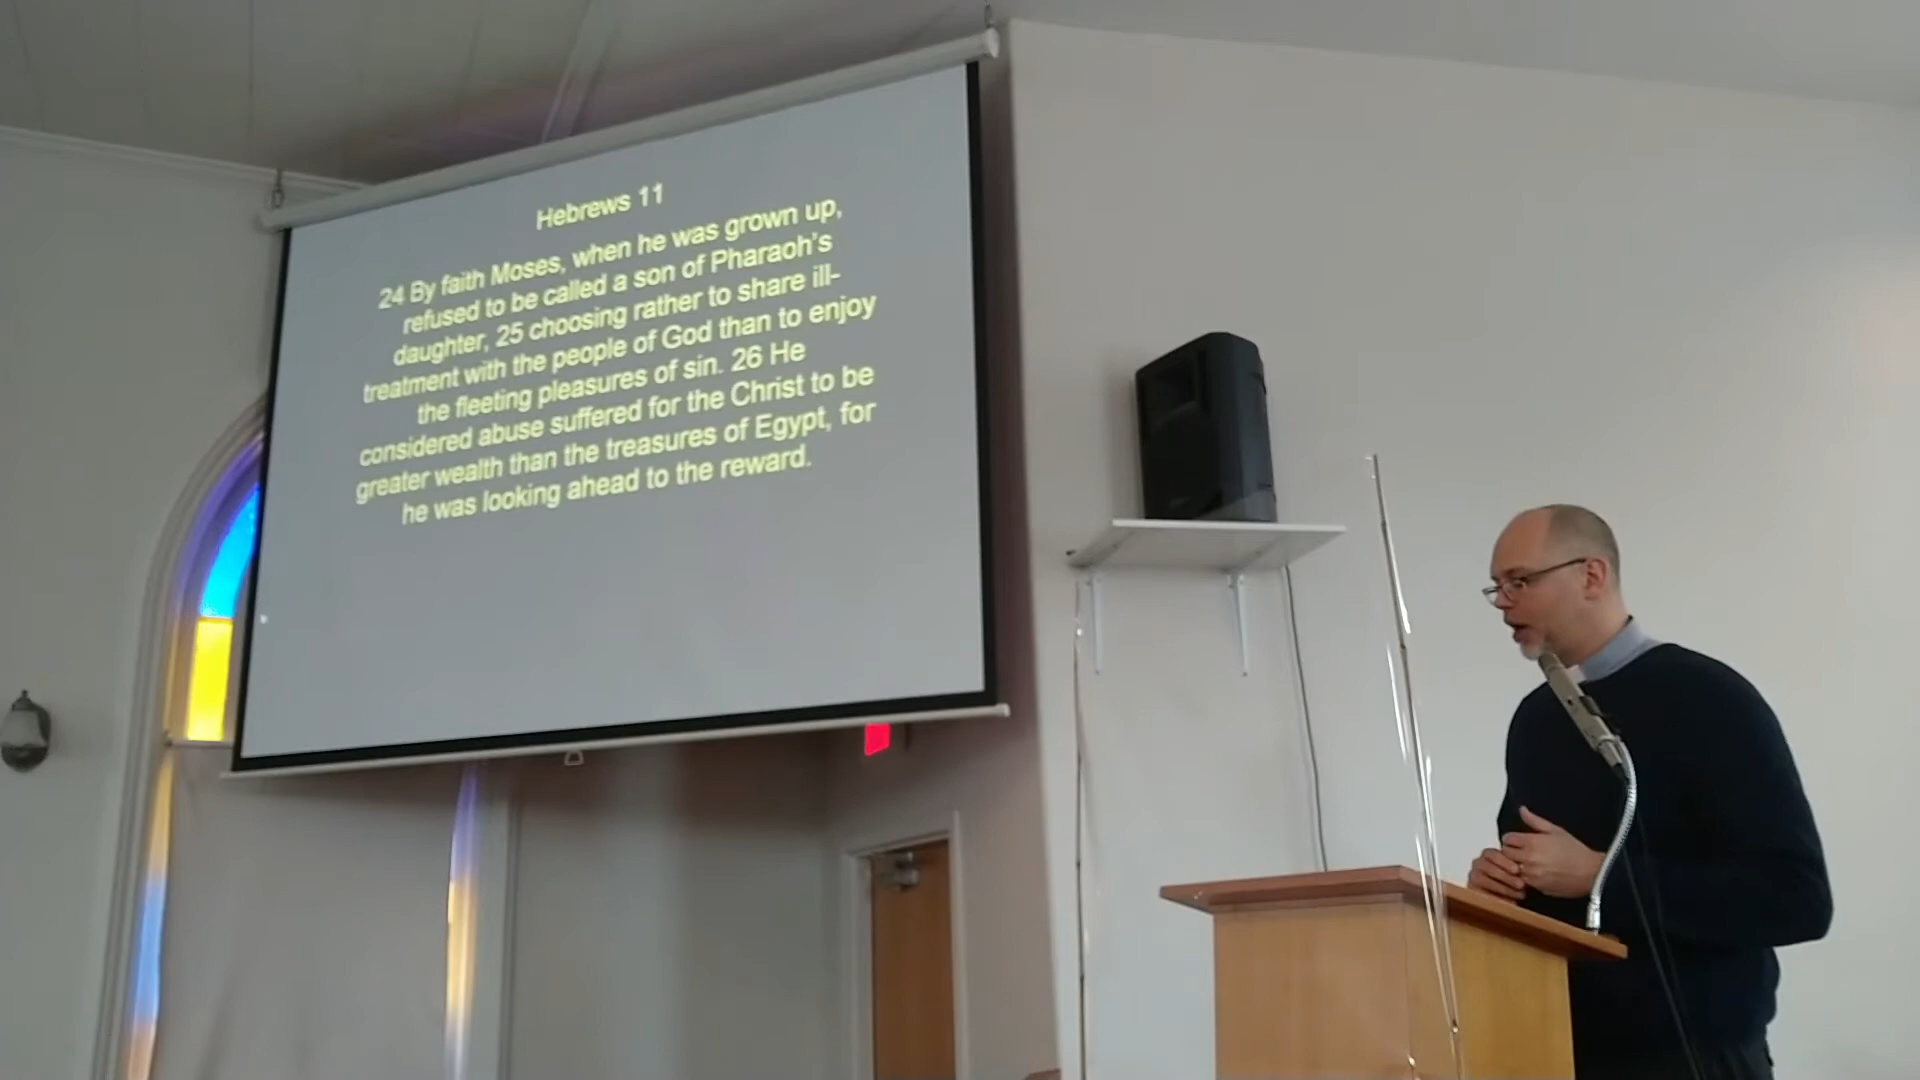 Hebrews 11
24 By faith Moses, when he was grown up,
refused to be called a son of Pharaoh's
daughter, 25 choosing rather to share ill-
treatment with the people of God than to enjoy
the fleeting pleasures of sin. 26 He
considered abuse suffered for the Christ to be
greater wealth than the treasures of Egypt, for
he was looking ahead to the reward.